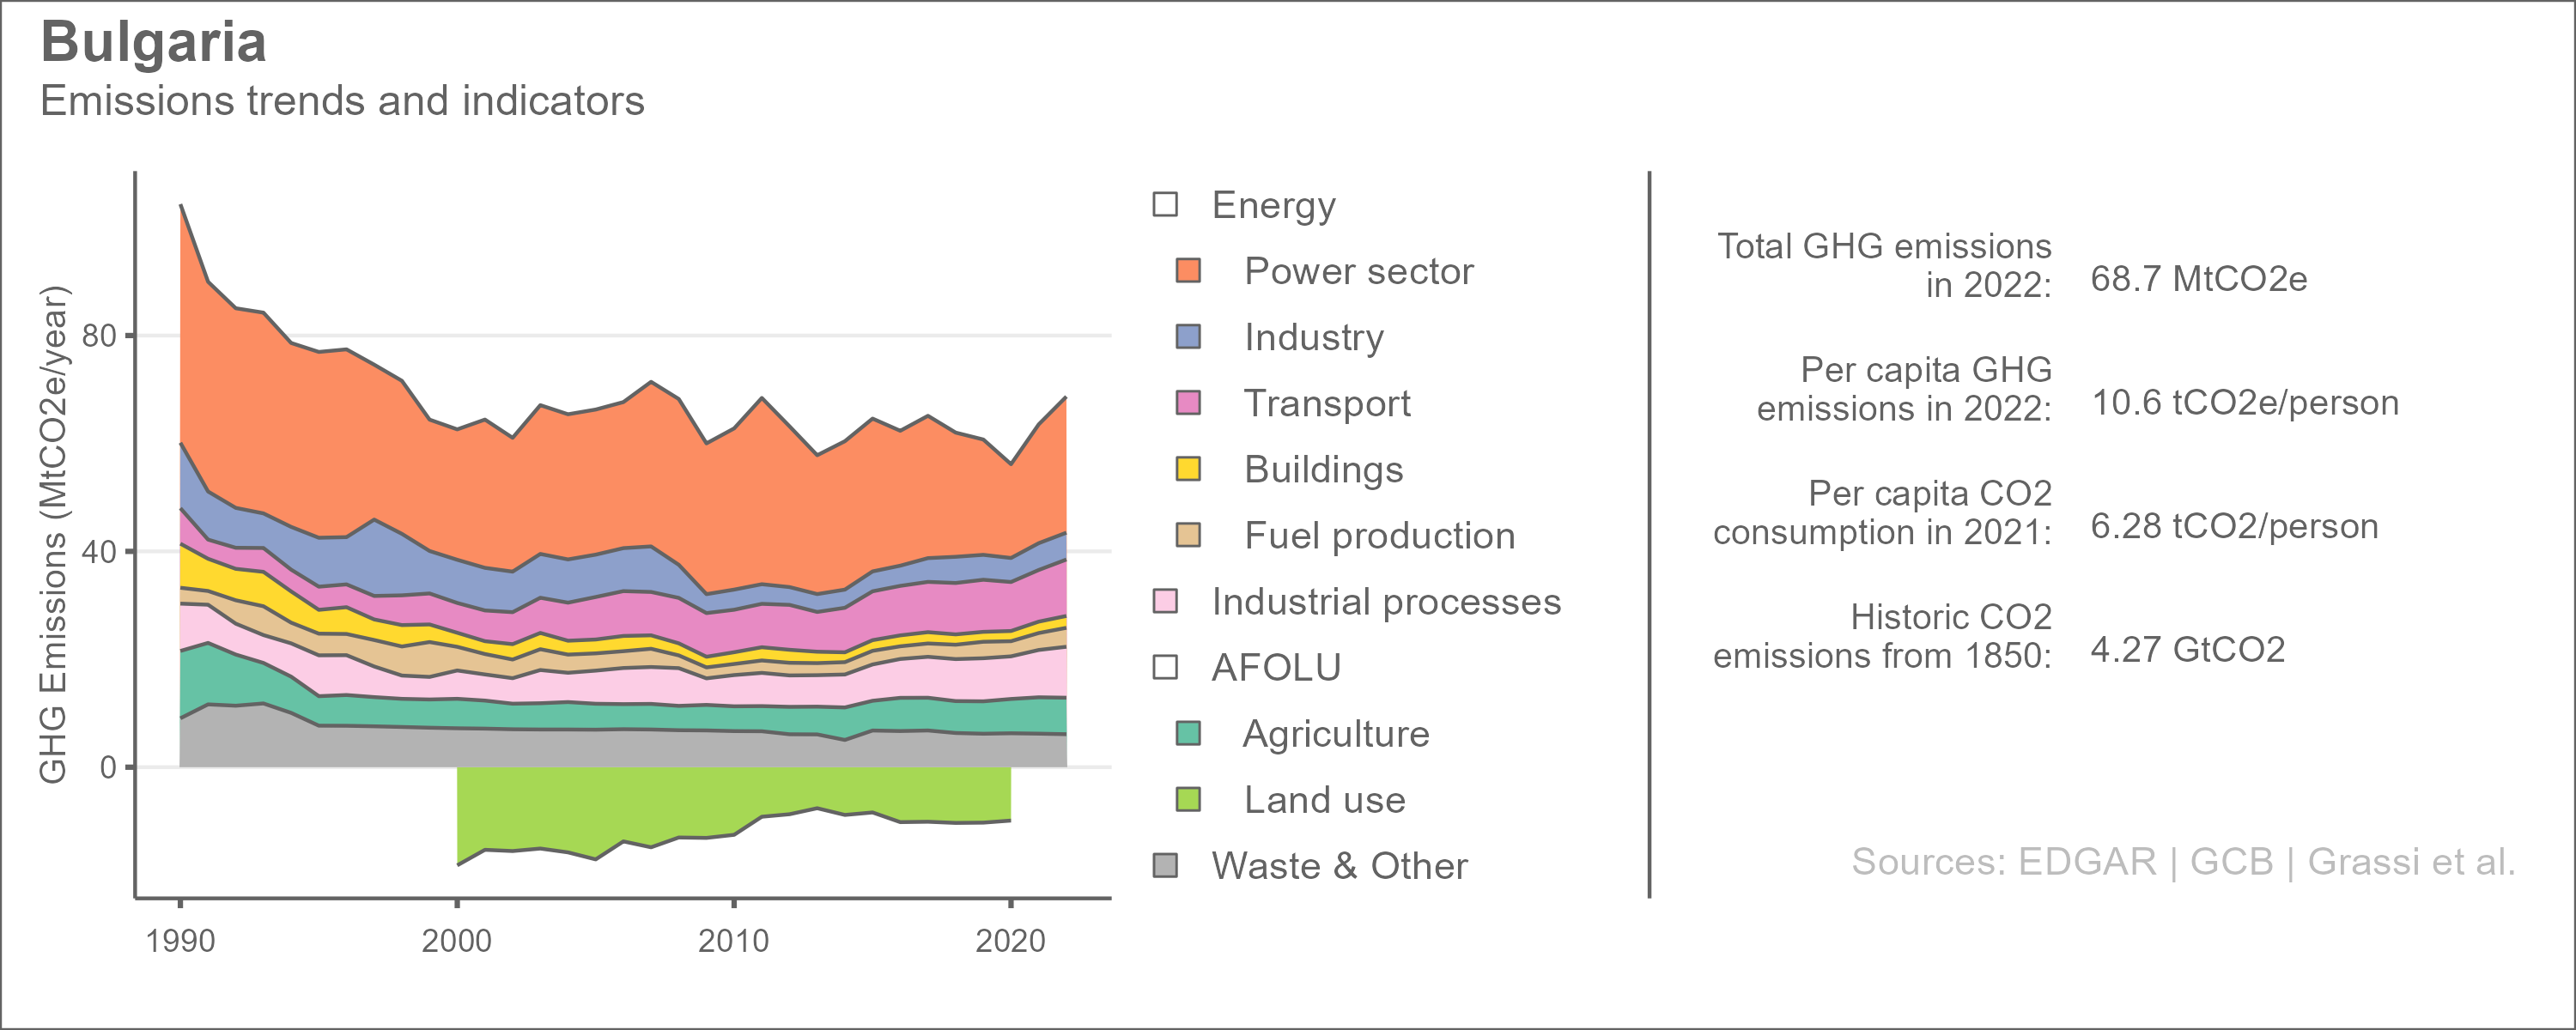 Bulgaria
Emissions trends and indicators
GHG Emissions (MtCO2e/year)
80
40
0
1990
2000
2010
2020
Energy
Power sector
Industry
Transport
Buildings
Fuel production
Industrial processes
AFOLU
Agriculture
Land use
Waste & Other
Total GHG emissions
in 2022:
68.7 MtCO2e
Per capita GHG
emissions in 2022:
10.6 tCO2e/person
Per capita CO2
consumption in 2021:
6.28 tCO2/person
Historic CO2
emissions from 1850:
4.27 GtCO2
Sources: EDGAR | GCB | Grassi et al.